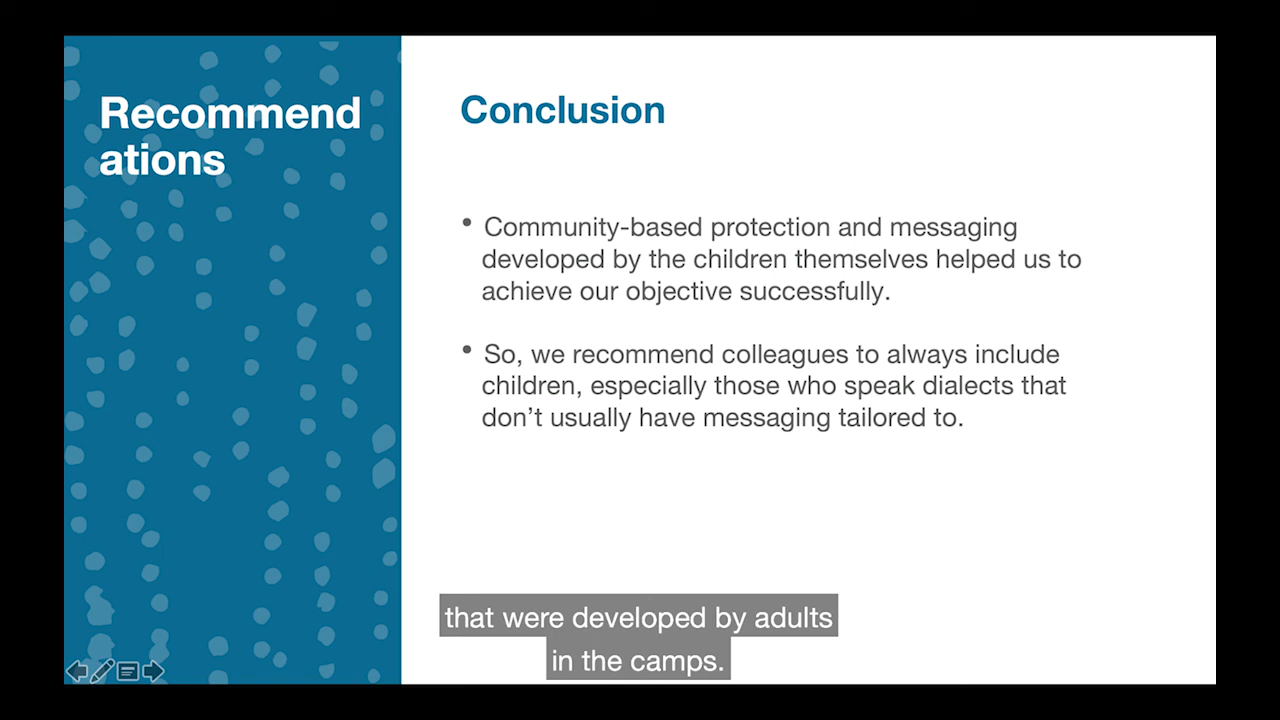 Recommend
ations
Conclusion
• Community-based protection and messaging
developed by the children themselves helped us to
achieve our objective successfully.
• So, we recommend colleagues to always include
children, especially those who speak dialects that
don’t usually have messaging tailored to.
that were developed by adults
in the camps.